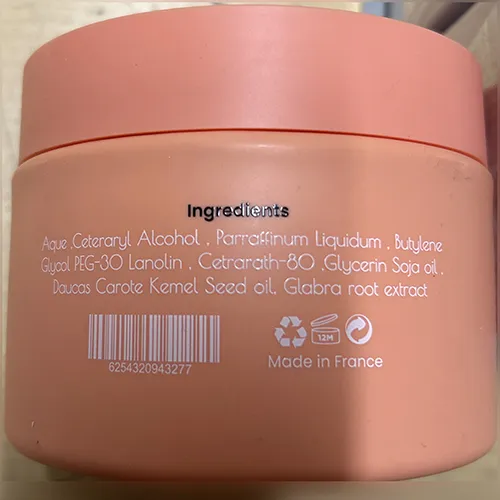 Ingredients
Aque ,Ceteraryl Alcohol , Parraffinum Liquidum , Butylene
Glycol PEG-30 Lanolin , Cetrarath-80 ,Glycerin Soja oil ,
Daucas Carote Kemel Seed oil, Glabra root extract
12M
6254320943277
Made in France